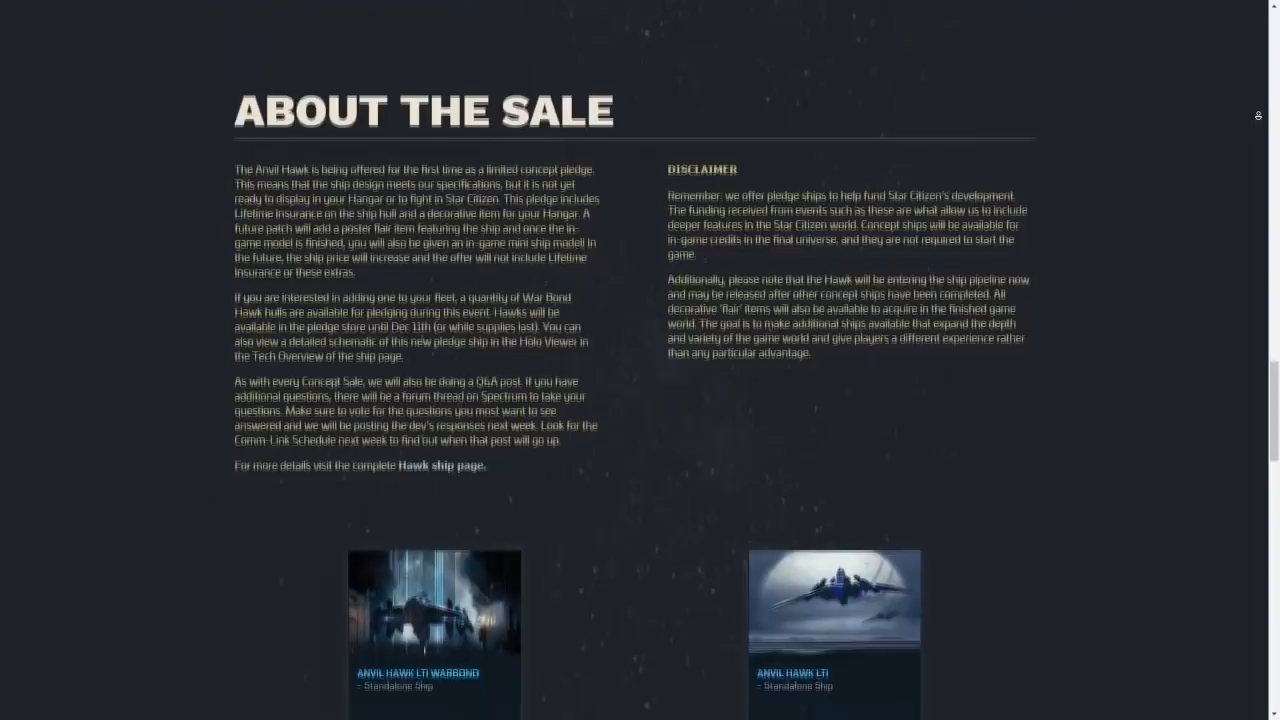 ABOUT THE SALE
The Anvil Hawk is being offered for the first time as a limited concept pledge.
This means that the ship design meets our specifications, but it is not yet
ready to display in your Hangar or to fight in Star Citizen. This pledge includes
Lifetime Insurance on the ship hull and a decorative item for your Hangar. A
future patch will add a poster flair item featuring the ship and once the in-
game model is finished, you will also be given an in-game mini ship model! In
the future, the ship price will increase and the offer will not include Lifetime
Insurance or these extras.
If you are interested in adding one to your fleet, a quantity of War Bond
Hawk hulls are available for pledging during this event. Hawks will be
available in the pledge store until Dec 11th (or while supplies last). You can
also view a detailed schematic of this new pledge ship in the Holo Viewer in
the Tech Overview of the ship page.
As with every Concept Sale, we will also be doing a Q&A post. If you have
additional questions, there will be a forum thread on Spectrum to take your
questions. Make sure to vote for the questions you most want to see
answered and we will be posting the dev's responses next week. Look for the
Comm-Link Schedule next week to find out when that post will go up.
For more details visit the complete Hawk ship page.
DISCLAIMER
Remember: we offer pledge ships to help fund Star Citizen's development.
The funding received from events such as these are what allow us to include
deeper features in the Star Citizen world. Concept ships will be available for
in-game credits in the final universe, and they are not required to start the
game.
Additionally, please note that the Hawk will be entering the ship pipeline now
and may be released after other concept ships have been completed. All
decorative 'flair' items will also be available to acquire in the finished game
world. The goal is to make additional ships available that expand the depth
and variety of the game world and give players a different experience rather
than any particular advantage.
ANVIL HAWK LTI WARBOND
- Standalone Ship
ANVIL HAWK LTI
- Standalone Ship